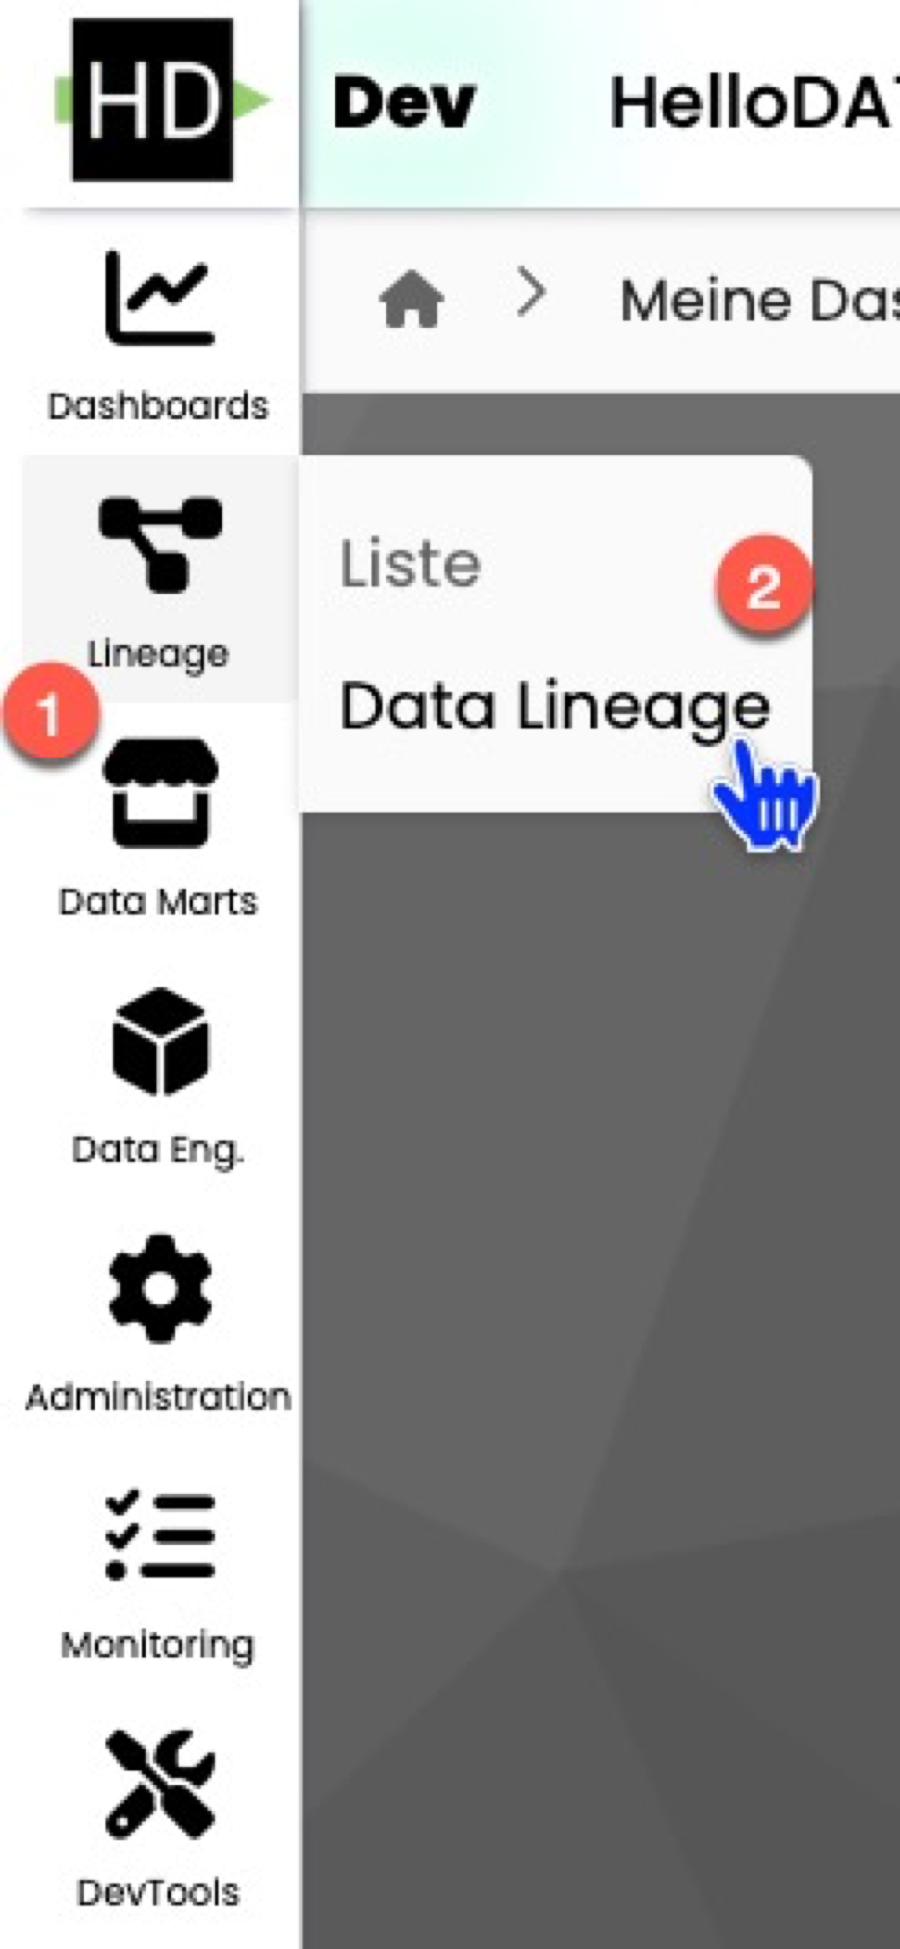 HD
Dev HelloDAT
Meine Das
Dashboards
Liste
2
Lineage
Data Lineage
1
Data Marts
Data Eng.
Administration
Monitoring
DevTools